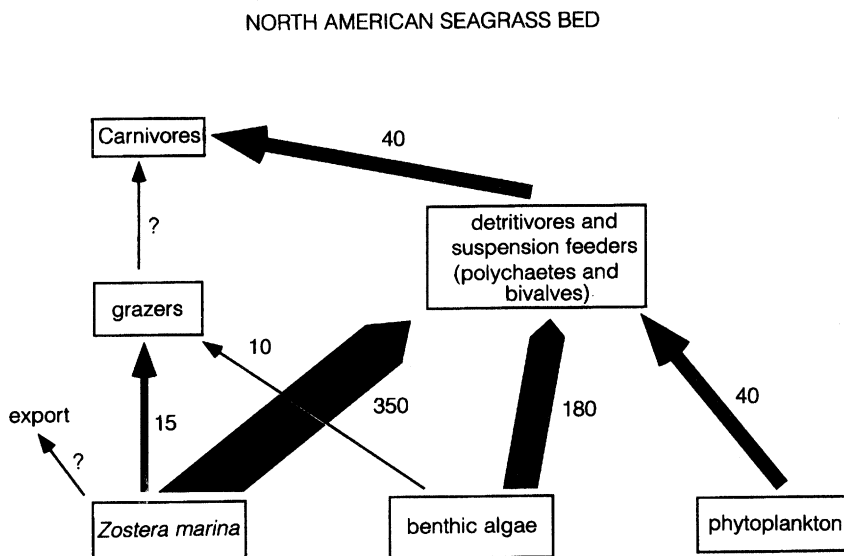 NORTH AMERICAN SEAGRASS BED
Carnivores
40
detritivores and
suspension feeders
(polychaetes and
bivalves)
?
grazers
10
350
180
40
export
15
?
Zostera marina
benthic algae
phytoplankton